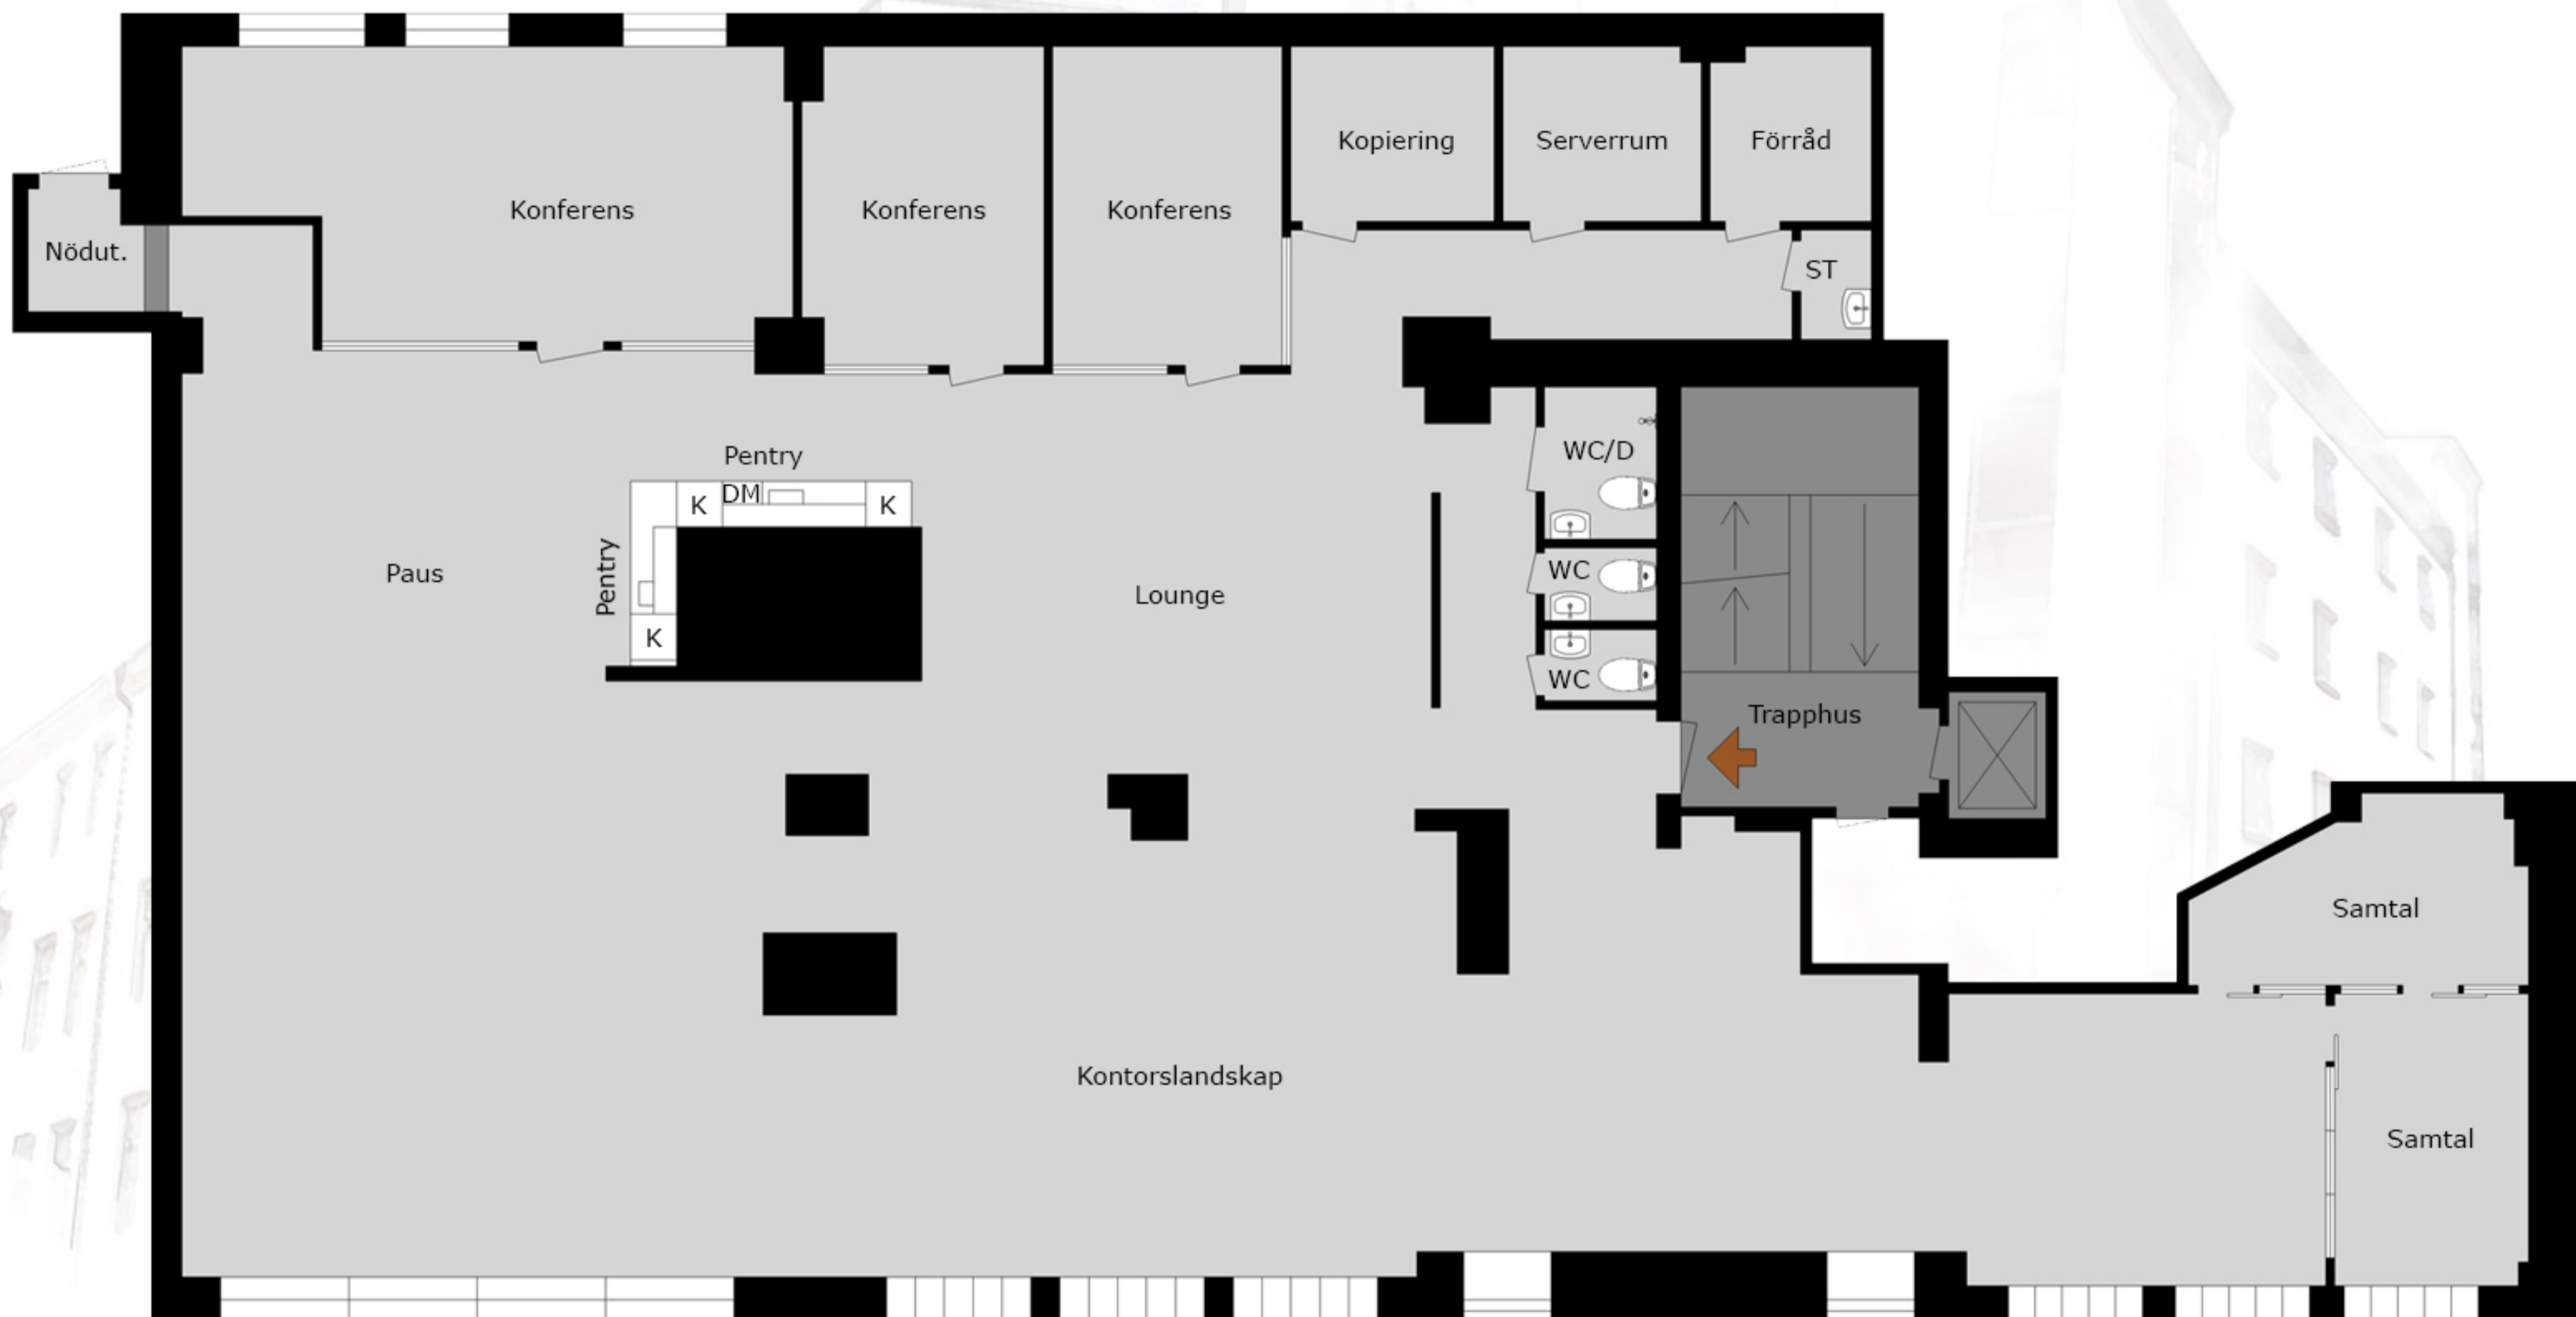 Kopiering
Serverrum
Förråd
Konferens
Konferens
Konferens
Nödut.
ST
Pentry
WC/D
DM
K
K
Pentry
Paus
WC
Lounge
K
WC
Trapphus
Samtal
Kontorslandskap
Samtal